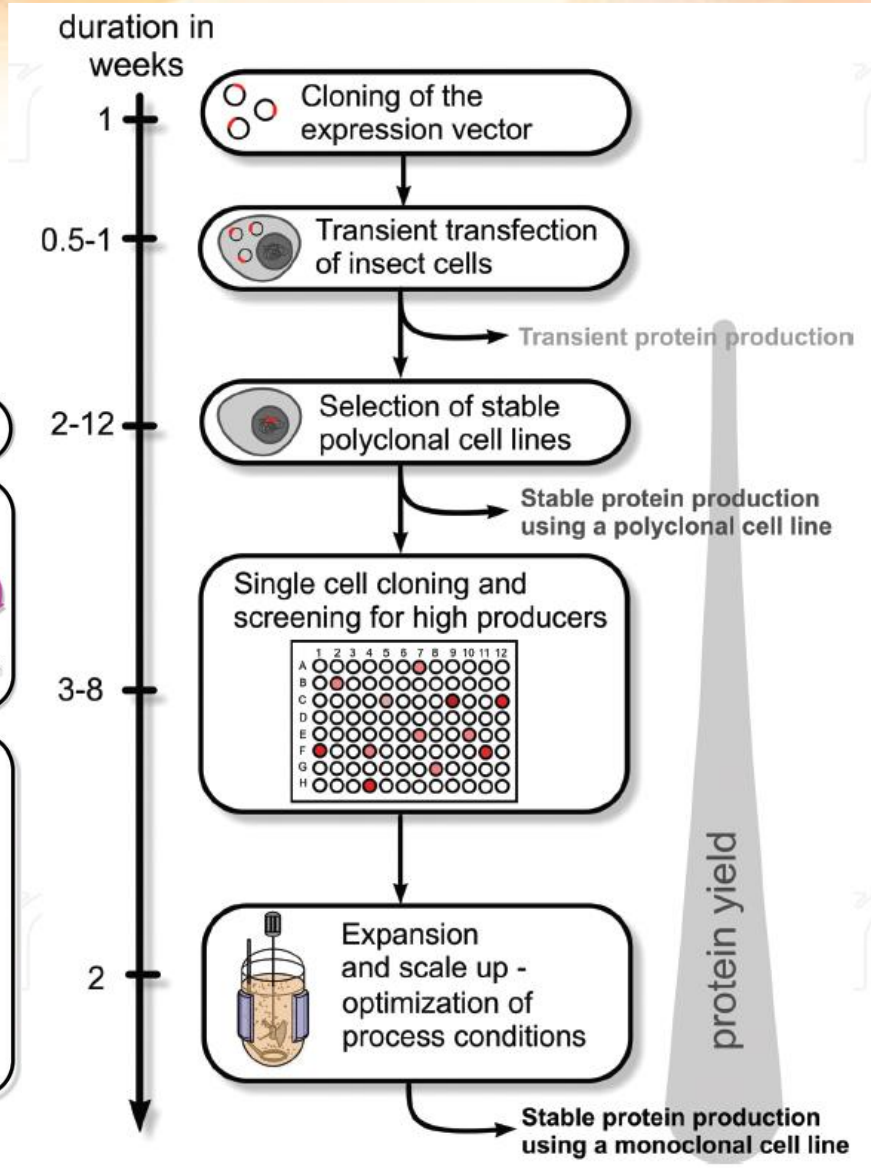 duration in
weeks
1
Cloning of the
expression vector
0.5-1
Transient transfection
of insect cells
Transient protein production
2-12
Selection of stable
polyclonal cell lines
Stable protein production
using a polyclonal cell line
3-8
Single cell cloning and
screening for high producers
1 2 3 4 5 6 7 8 9 10 11 12
A
B
C
D
E
F
G
H
2
Expansion
and scale up -
optimization of
process conditions
protein yield
Stable protein production
using a monoclonal cell line